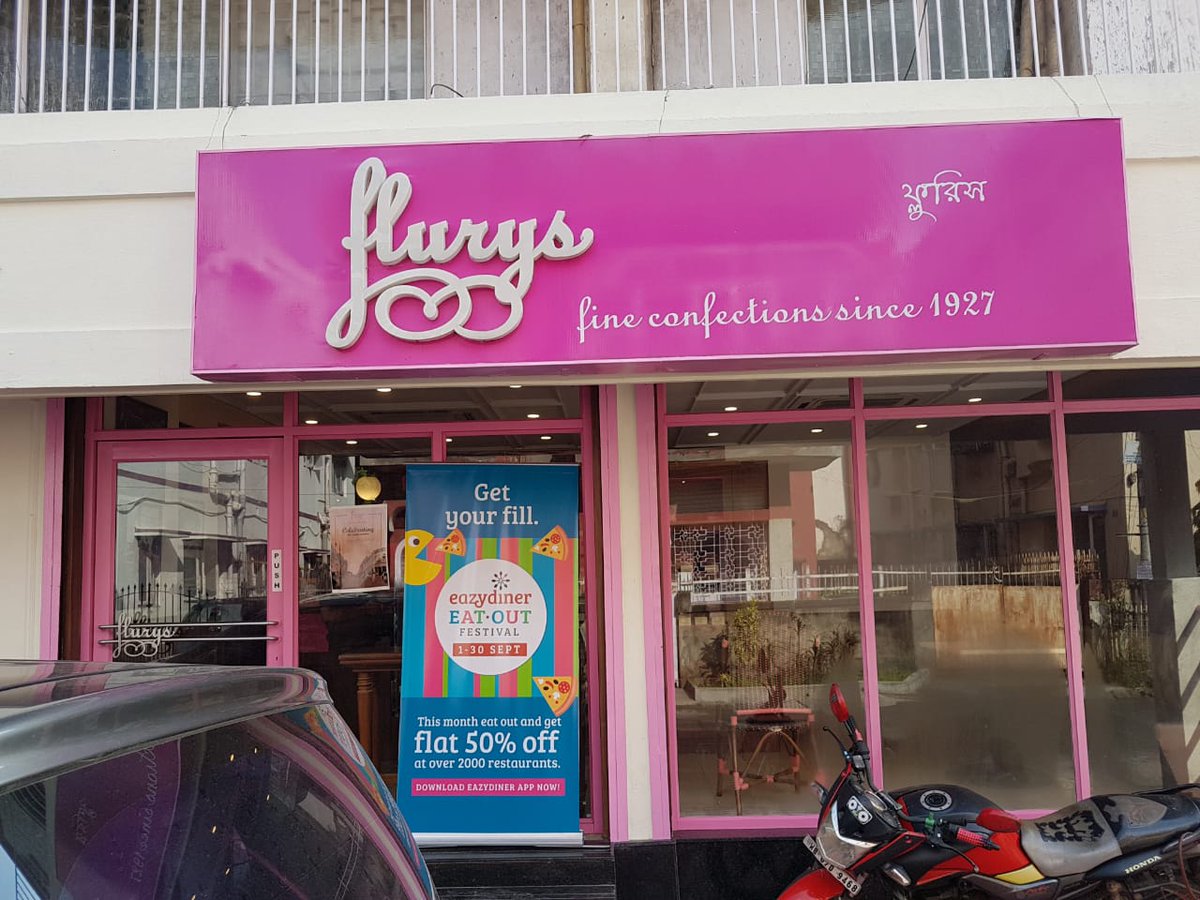 flurys
ফ্লুরিস
fine confections since 1927
PUSH
flurys
Celebrating
Get
your fill.
eazydiner
EAT·OUT
FESTIVAL
1-30 SEPT
This month eat out and get
flat 50% off
at over 2000 restaurants.
DOWNLOAD EAZYDINER APP NOW!
HONDA